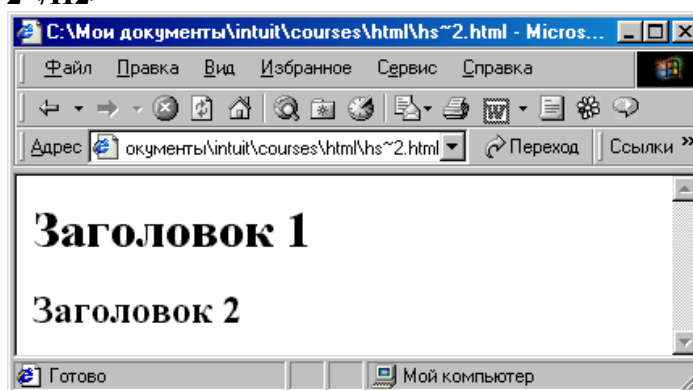 C:\Мои документы\intuit\courses\html\hs~2.html - Micros...
Файл Правка Вид Избранное Сервис Справка
Адрес окументы\intuit\courses\html\hs~2.html Переход Ссылки »
Заголовок 1
Заголовок 2
Готово Мой компьютер